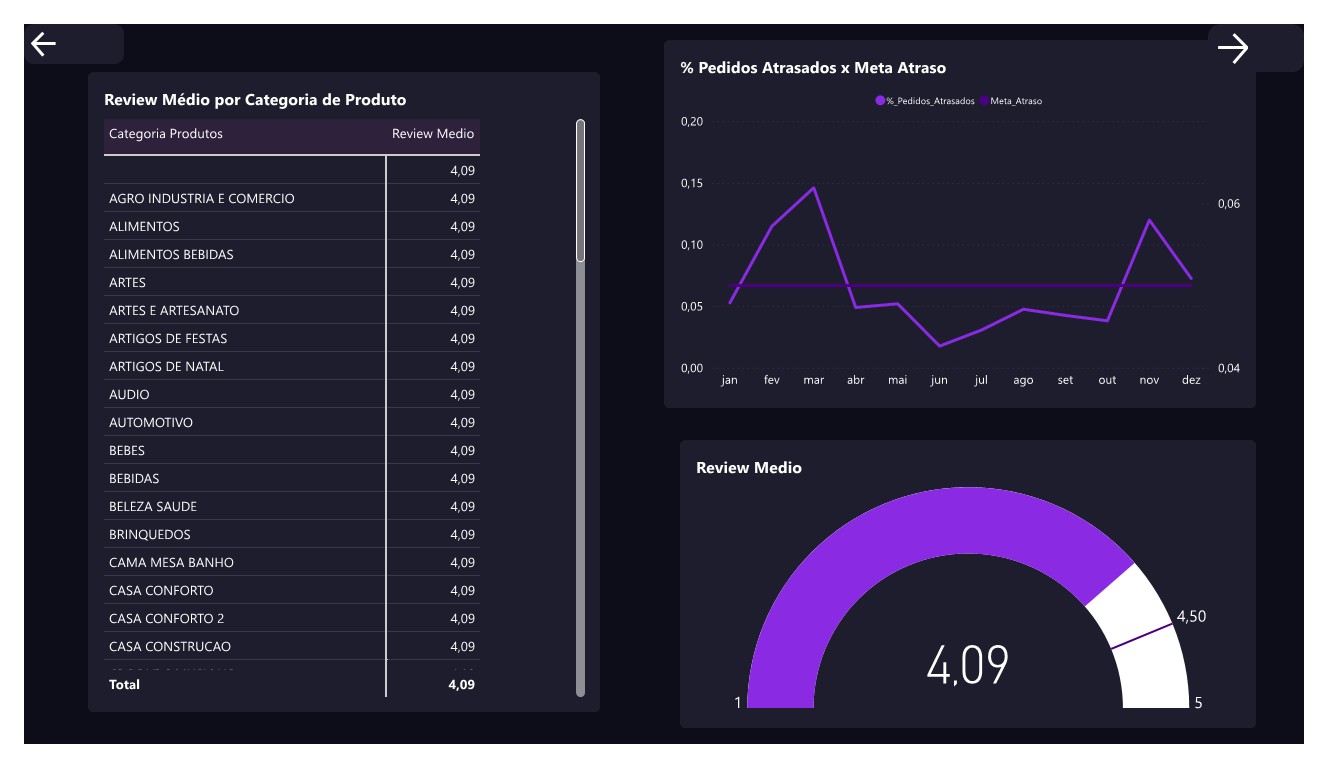 Review Médio por Categoria de Produto
Categoria Produtos Review Medio
4,09
AGRO INDUSTRIA E COMERCIO 4,09
ALIMENTOS 4,09
ALIMENTOS BEBIDAS 4,09
ARTES 4,09
ARTES E ARTESANATO 4,09
ARTIGOS DE FESTAS 4,09
ARTIGOS DE NATAL 4,09
AUDIO 4,09
AUTOMOTIVO 4,09
BEBES 4,09
BEBIDAS 4,09
BELEZA SAUDE 4,09
BRINQUEDOS 4,09
CAMA MESA BANHO 4,09
CASA CONFORTO 4,09
CASA CONFORTO 2 4,09
CASA CONSTRUCAO 4,09
Total 4,09
% Pedidos Atrasados x Meta Atraso
%_Pedidos_Atrasados Meta_Atraso
0,20
0,15
0,06
0,10
0,05
0,00 0,04
jan fev mar abr mai jun jul ago set out nov dez
Review Medio
4,50
4,09
1 5